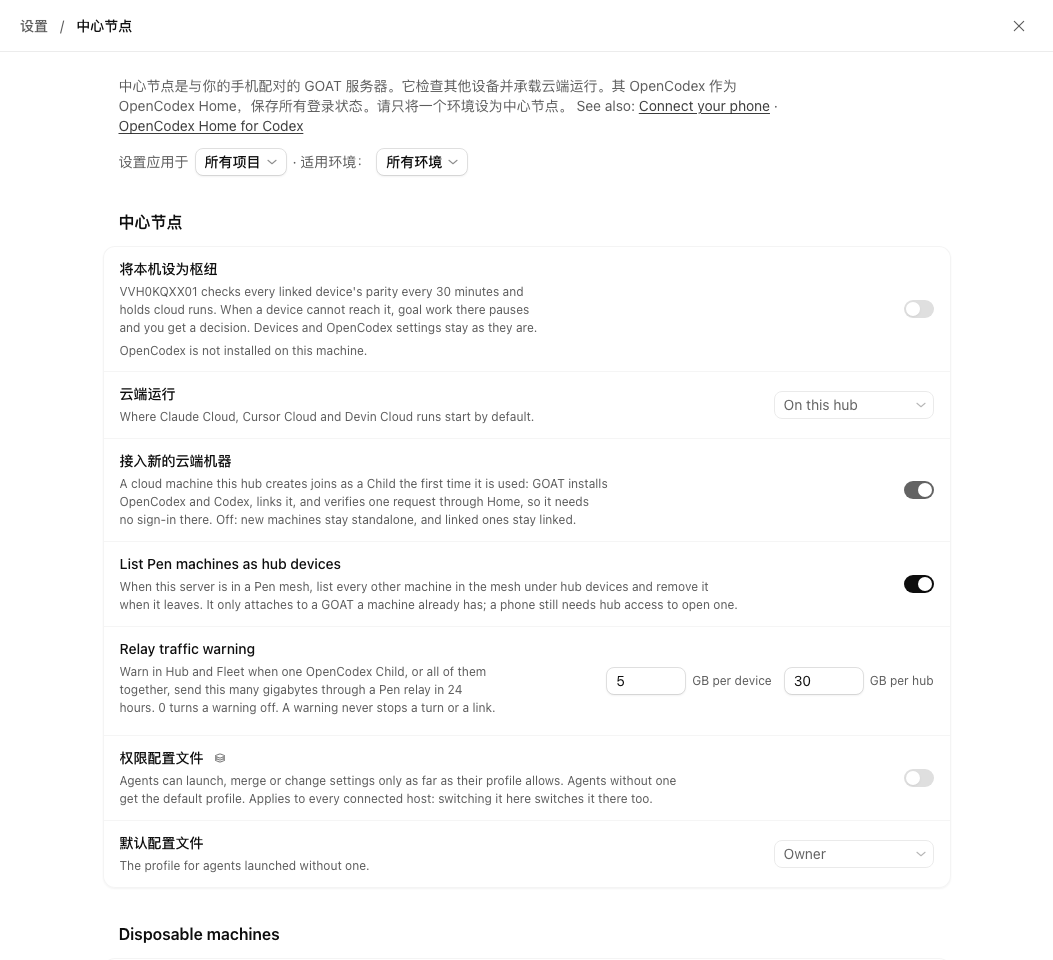 设置 / 中心节点
中心节点是与你的手机配对的 GOAT 服务器。它检查其他设备并承载云端运行。其 OpenCodex 作为
OpenCodex Home，保存所有登录状态。请只将一个环境设为中心节点。 See also: Connect your phone ·
OpenCodex Home for Codex
设置应用于 所有项目 · 适用环境： 所有环境
中心节点
将本机设为枢纽
VVH0KQXX01 checks every linked device's parity every 30 minutes and
holds cloud runs. When a device cannot reach it, goal work there pauses
and you get a decision. Devices and OpenCodex settings stay as they are.
OpenCodex is not installed on this machine.
云端运行
Where Claude Cloud, Cursor Cloud and Devin Cloud runs start by default.
On this hub
接入新的云端机器
A cloud machine this hub creates joins as a Child the first time it is used: GOAT installs
OpenCodex and Codex, links it, and verifies one request through Home, so it needs
no sign-in there. Off: new machines stay standalone, and linked ones stay linked.
List Pen machines as hub devices
When this server is in a Pen mesh, list every other machine in the mesh under hub devices and remove it
when it leaves. It only attaches to a GOAT a machine already has; a phone still needs hub access to open one.
Relay traffic warning
Warn in Hub and Fleet when one OpenCodex Child, or all of them
together, send this many gigabytes through a Pen relay in 24
hours. 0 turns a warning off. A warning never stops a turn or a link.
5 GB per device 30 GB per hub
权限配置文件
Agents can launch, merge or change settings only as far as their profile allows. Agents without one
get the default profile. Applies to every connected host: switching it here switches it there too.
默认配置文件
The profile for agents launched without one.
Owner
Disposable machines